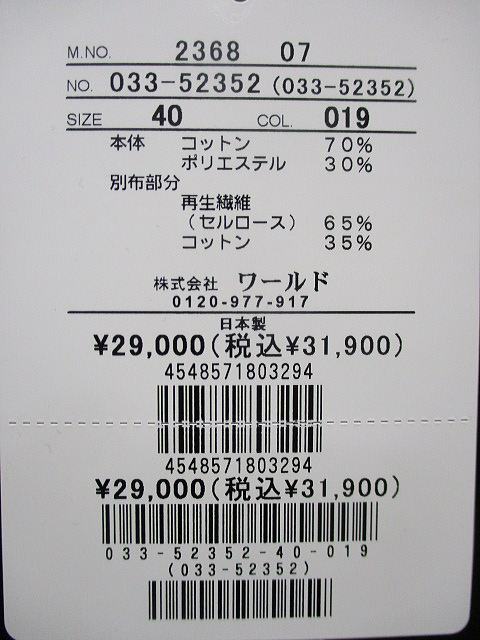 M.NO. 2368 07
NO. 033-52352 (033-52352)
SIZE 40 COL. 019
本体 コットン 70%
ポリエステル 30%
別布部分
再生繊維
(セルロース) 65%
コットン 35%
株式会社 ワールド
0120-977-917
日本製
¥29,000(税込¥31,900)
4548571803294
4548571803294
¥29,000(税込¥31,900)
033-52352-40-019
(033-52352)